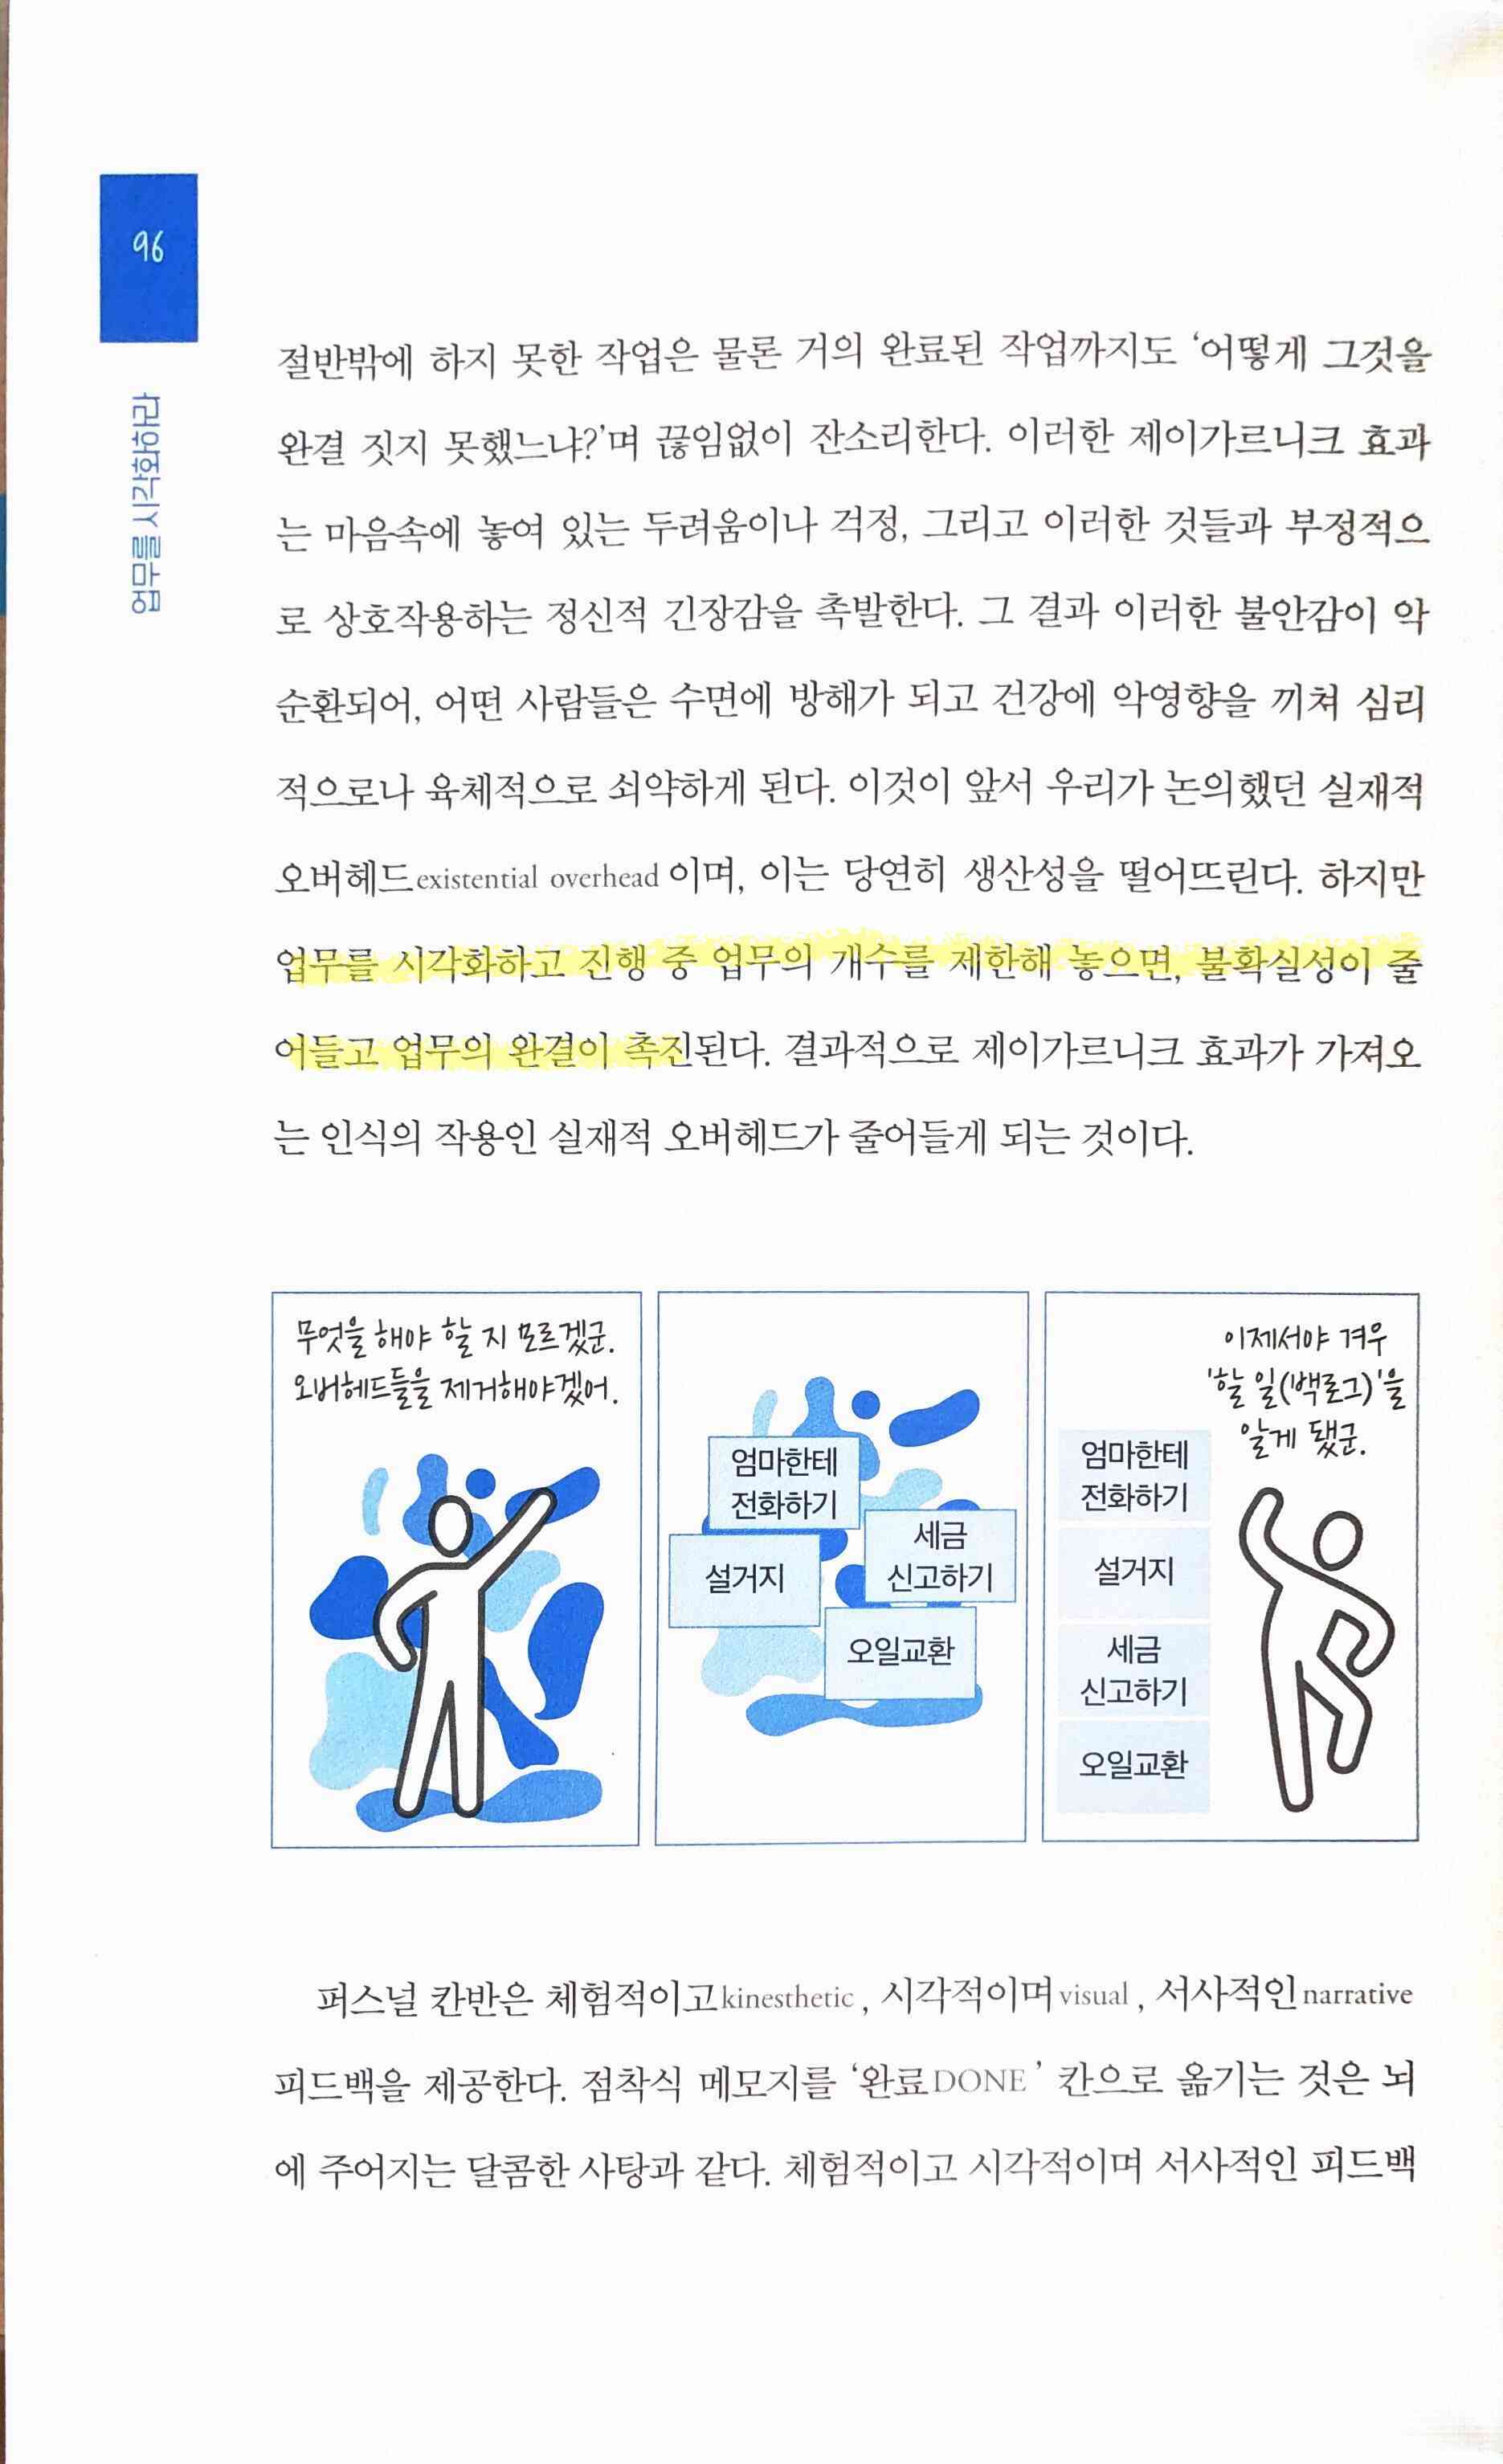 96
업무를 시각화하라
절반밖에 하지 못한 작업은 물론 거의 완료된 작업까지도 ‘어떻게 그것을
완결 짓지 못했느냐?’며 끊임없이 잔소리한다. 이러한 제이가르니크 효과
는 마음속에 놓여 있는 두려움이나 걱정, 그리고 이러한 것들과 부정적으
로 상호작용하는 정신적 긴장감을 촉발한다. 그 결과 이러한 불안감이 악
순환되어, 어떤 사람들은 수면에 방해가 되고 건강에 악영향을 끼쳐 심리
적으로나 육체적으로 쇠약하게 된다. 이것이 앞서 우리가 논의했던 실재적
오버헤드existential overhead이며, 이는 당연히 생산성을 떨어뜨린다. 하지만
업무를 시각화하고 진행 중 업무의 개수를 제한해 놓으면, 불확실성이 줄
어들고 업무의 완결이 촉진된다. 결과적으로 제이가르니크 효과가 가져오
는 인식의 작용인 실재적 오버헤드가 줄어들게 되는 것이다.
무엇을 해야 할 지 모르겠군.
오버헤드들을 제거해야겠어.
엄마한테
전화하기
설거지
세금
신고하기
오일교환
이제서야 겨우
'할 일(백로그)'을
알게 됐군.
엄마한테
전화하기
설거지
세금
신고하기
오일교환
퍼스널 칸반은 체험적이고kinesthetic, 시각적이며visual, 서사적인narrative
피드백을 제공한다. 점착식 메모지를 ‘완료DONE’ 칸으로 옮기는 것은 뇌
에 주어지는 달콤한 사탕과 같다. 체험적이고 시각적이며 서사적인 피드백